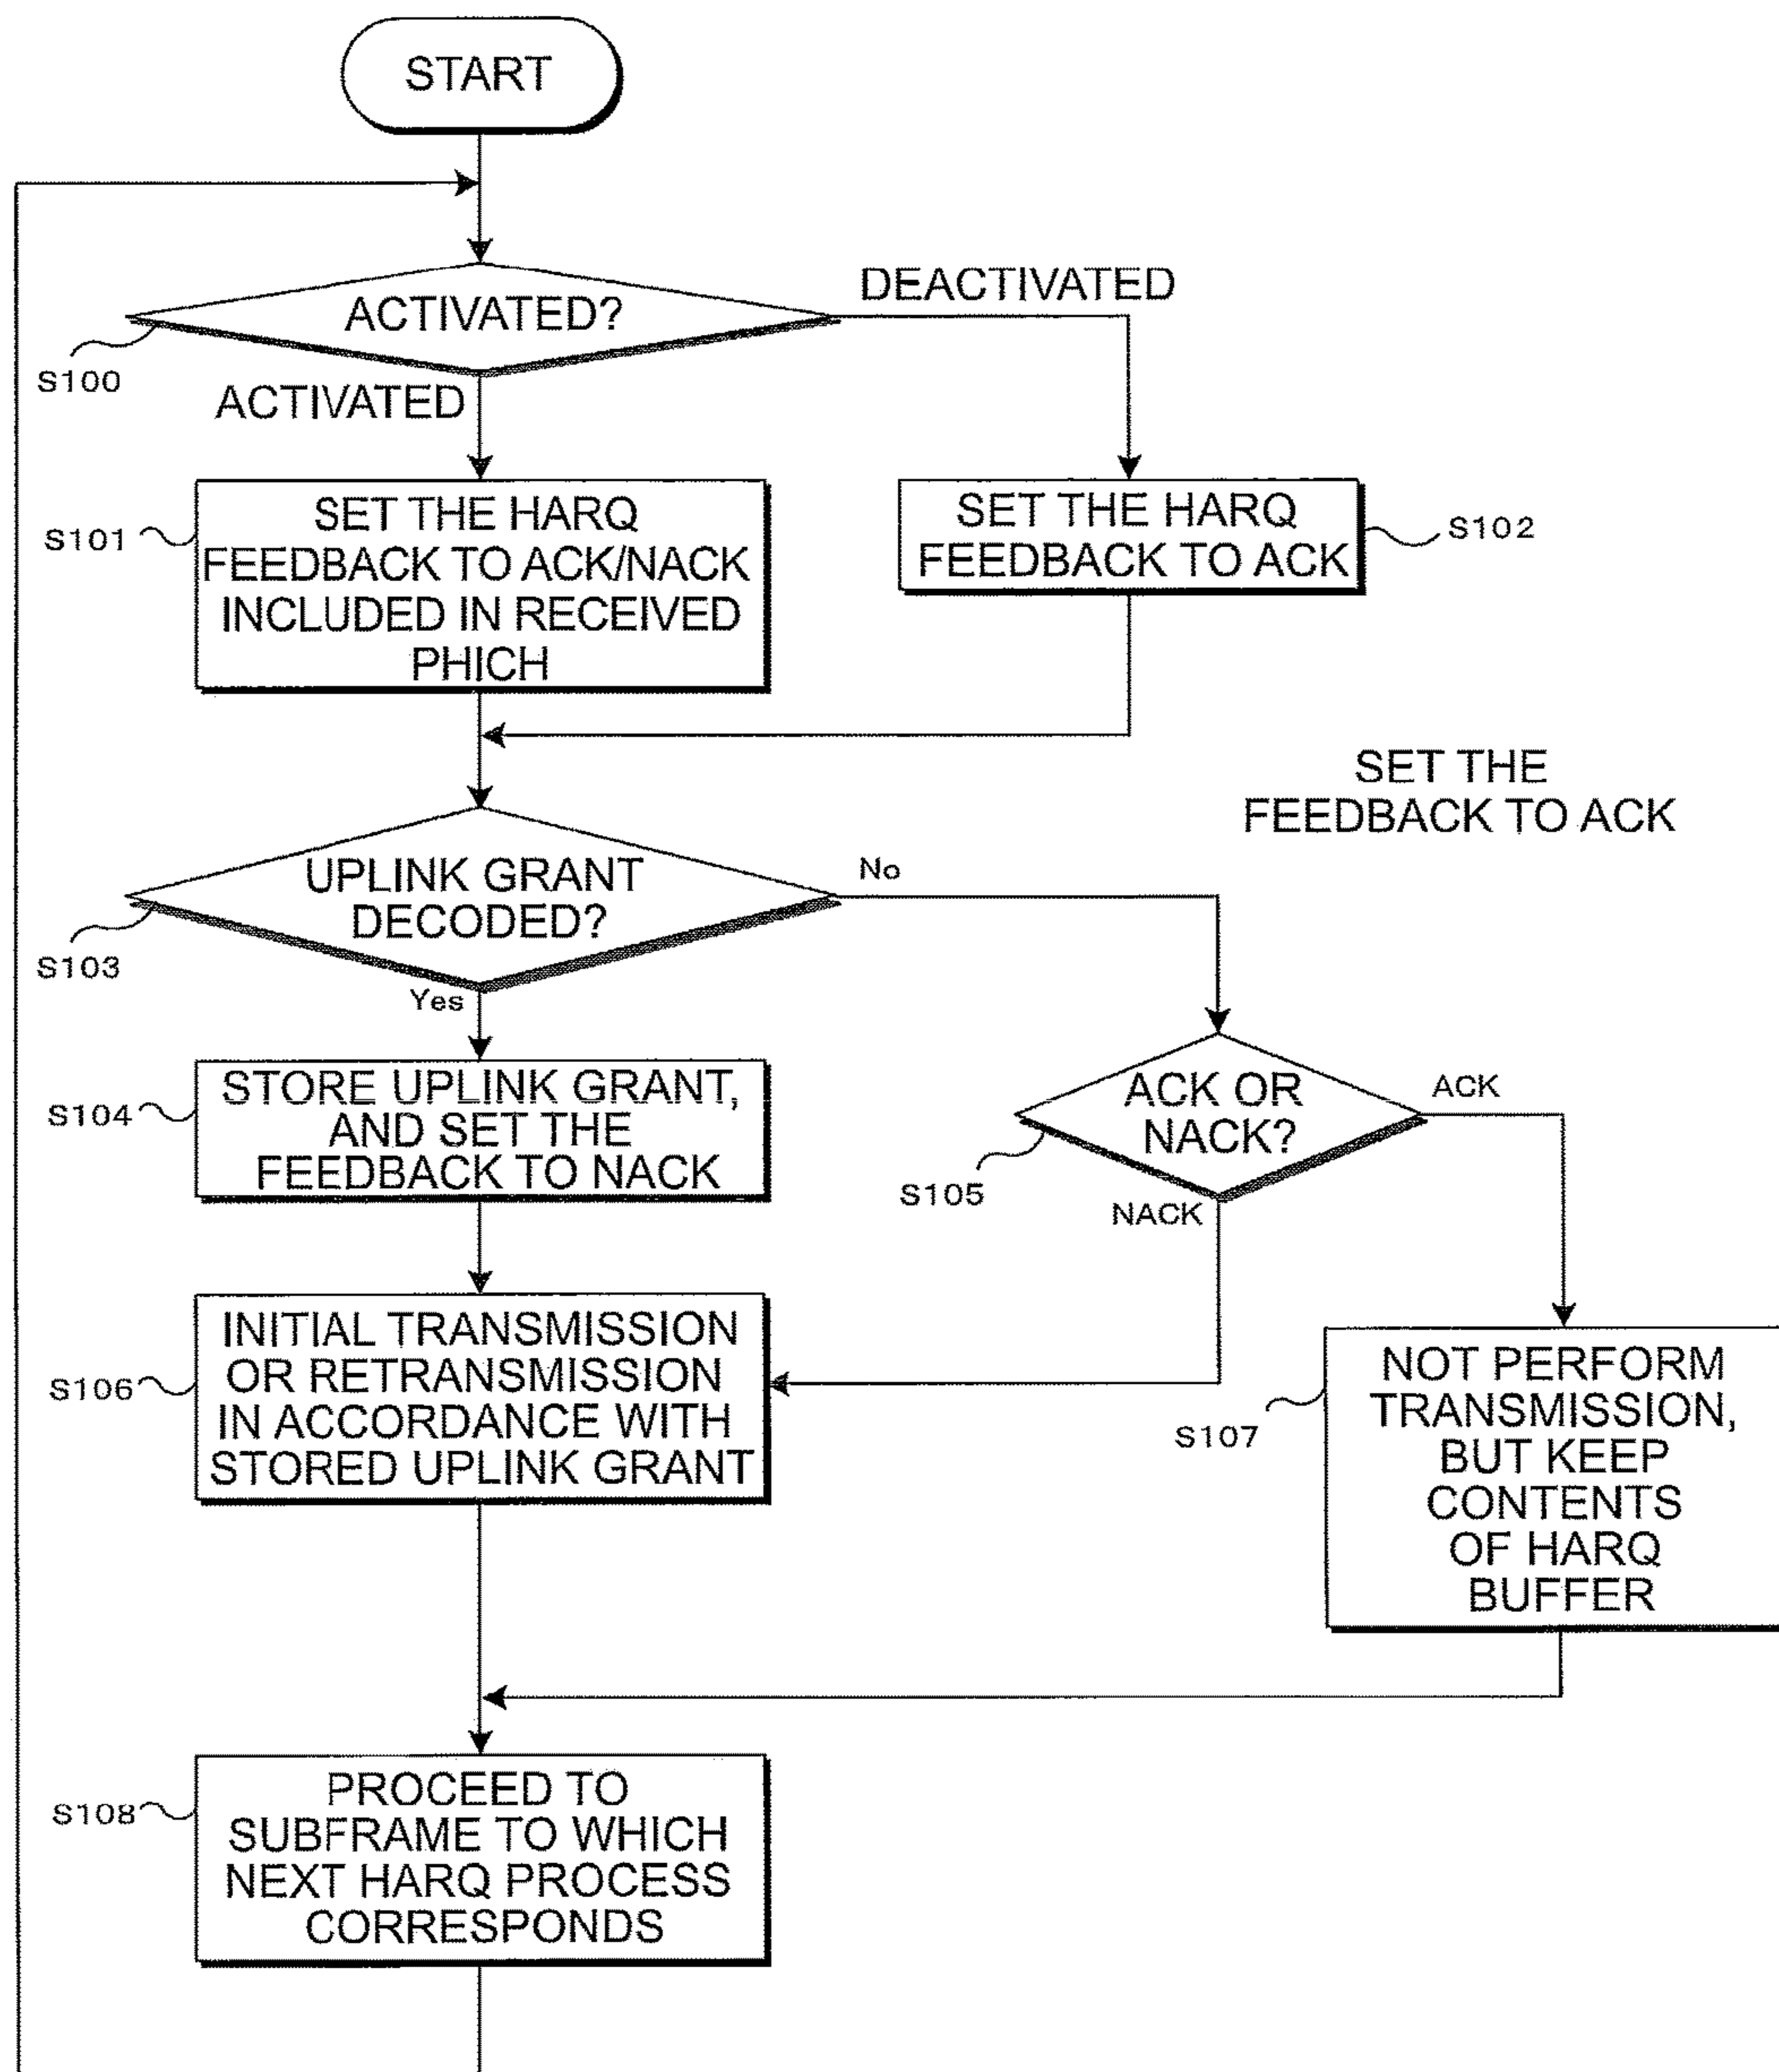 START
ACTIVATED?
DEACTIVATED
S100
ACTIVATED
S101
SET THE HARQ
FEEDBACK TO ACK/NACK
INCLUDED IN RECEIVED
PHICH
SET THE HARQ
FEEDBACK TO ACK
S102
SET THE
FEEDBACK TO ACK
UPLINK GRANT
DECODED?
No
S103
Yes
S104
STORE UPLINK GRANT,
AND SET THE
FEEDBACK TO NACK
ACK OR
NACK?
ACK
S105
NACK
S106
INITIAL TRANSMISSION
OR RETRANSMISSION
IN ACCORDANCE WITH
STORED UPLINK GRANT
S107
NOT PERFORM
TRANSMISSION,
BUT KEEP
CONTENTS
OF HARQ
BUFFER
S108
PROCEED TO
SUBFRAME TO WHICH
NEXT HARQ PROCESS
CORRESPONDS